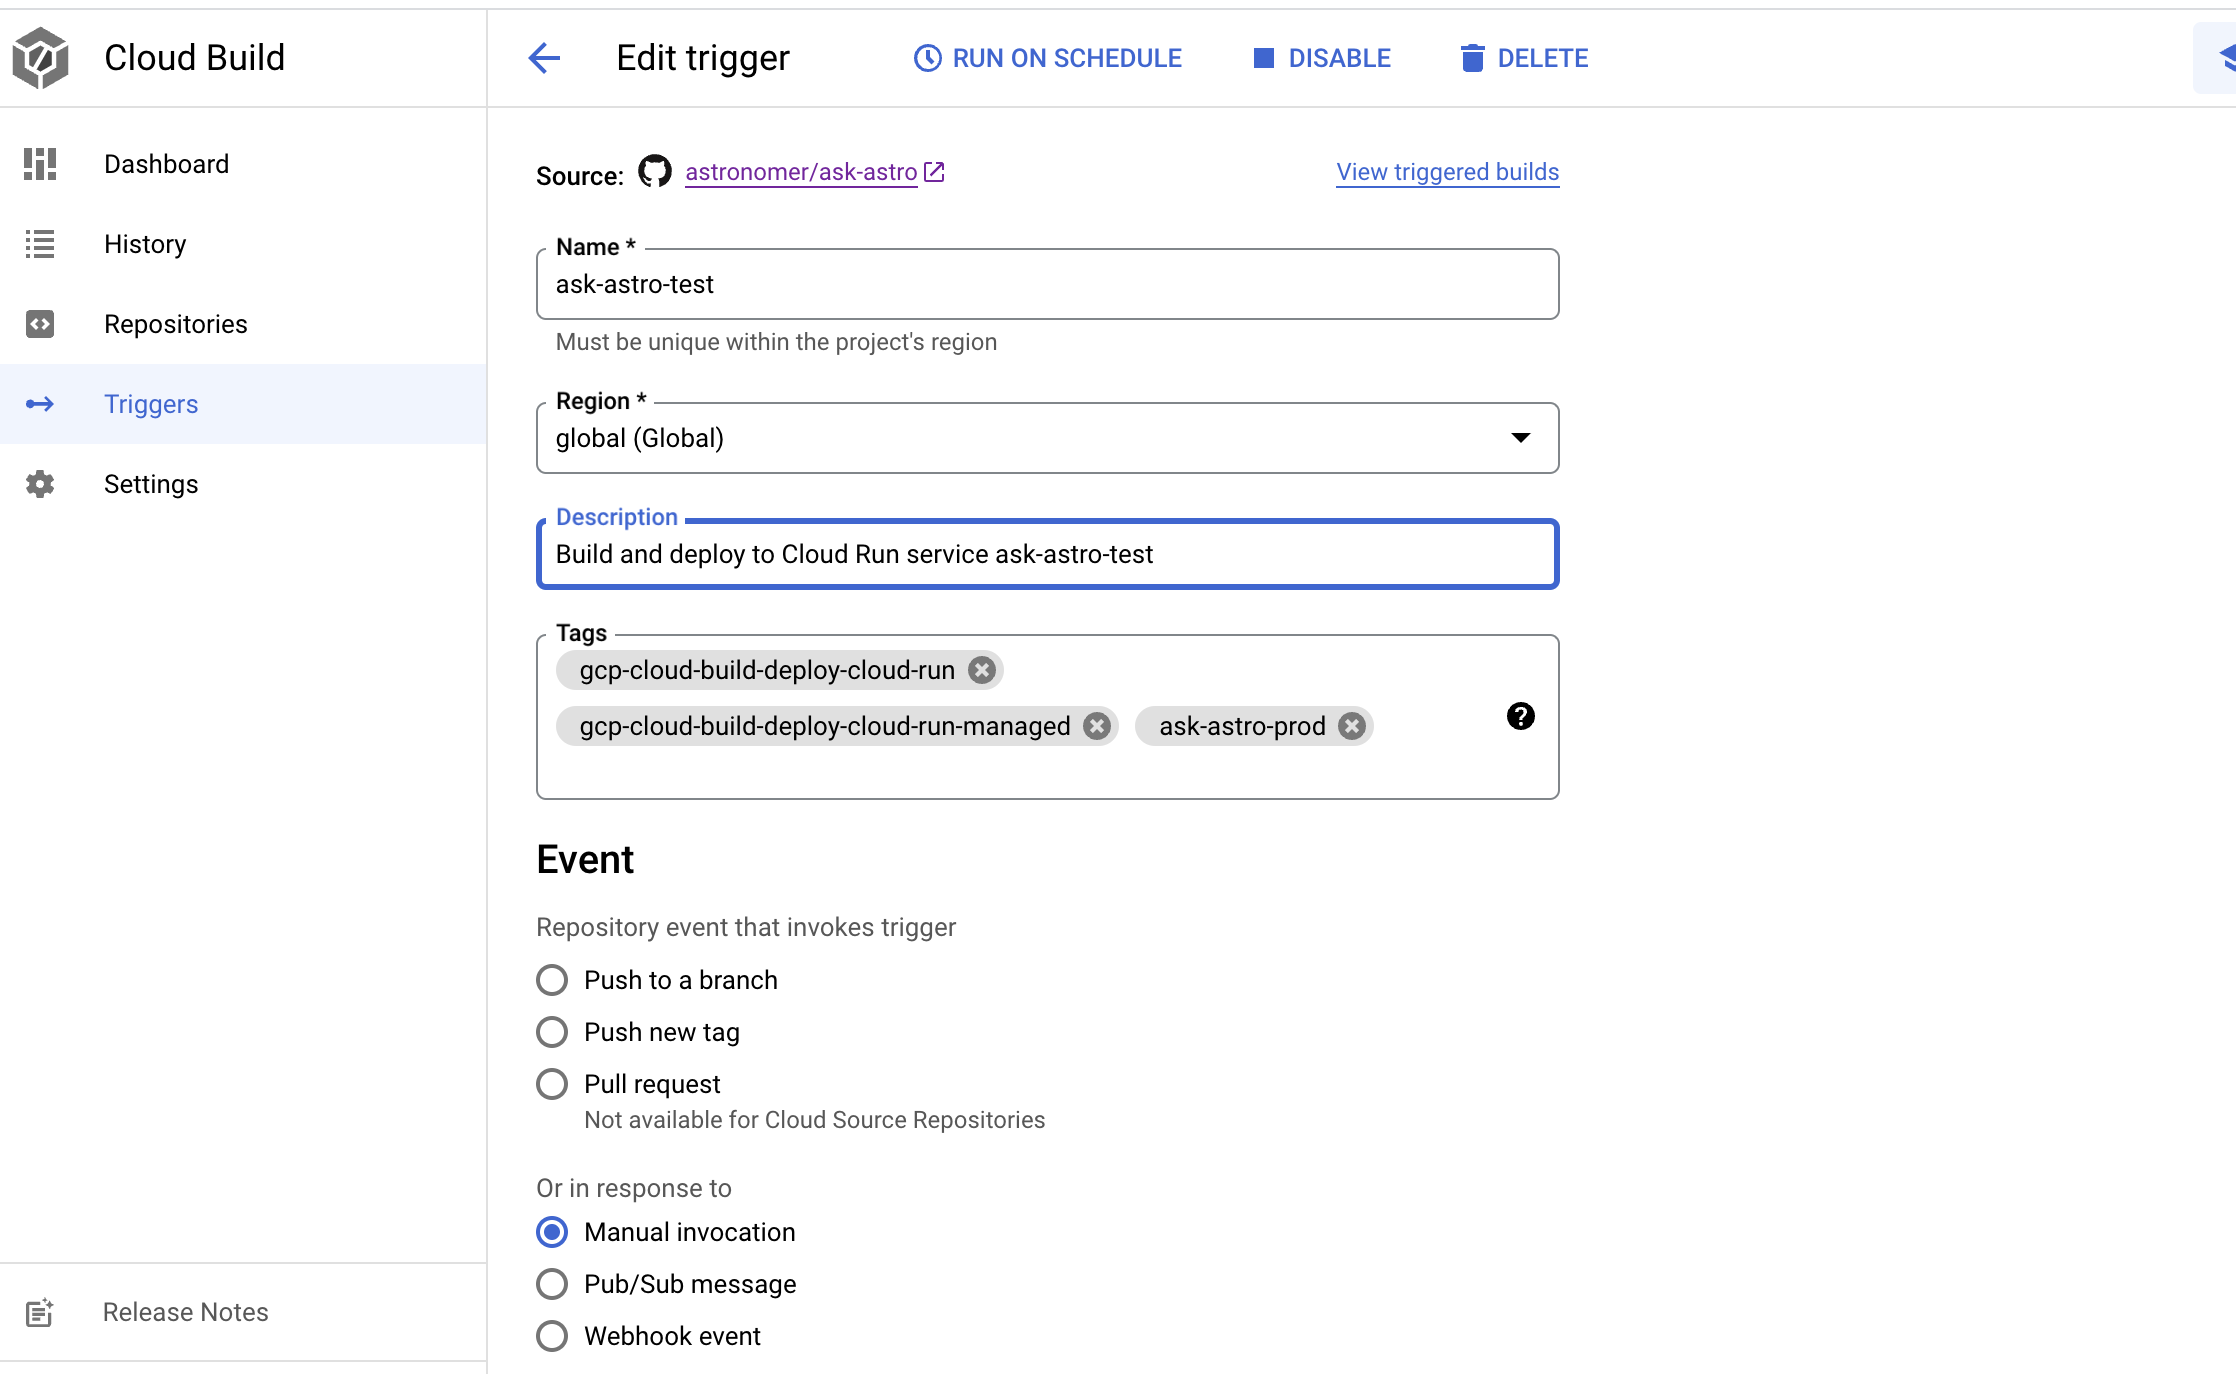 Cloud Build
Edit trigger
RUN ON SCHEDULE
DISABLE
DELETE
Dashboard
History
Repositories
Triggers
Settings
Release Notes
Source: astronomer/ask-astro
View triggered builds
Name *
ask-astro-test
Must be unique within the project's region
Region *
global (Global)
Description
Build and deploy to Cloud Run service ask-astro-test
Tags
gcp-cloud-build-deploy-cloud-run
gcp-cloud-build-deploy-cloud-run-managed ask-astro-prod
Event
Repository event that invokes trigger
Push to a branch
Push new tag
Pull request
Not available for Cloud Source Repositories
Or in response to
Manual invocation
Pub/Sub message
Webhook event